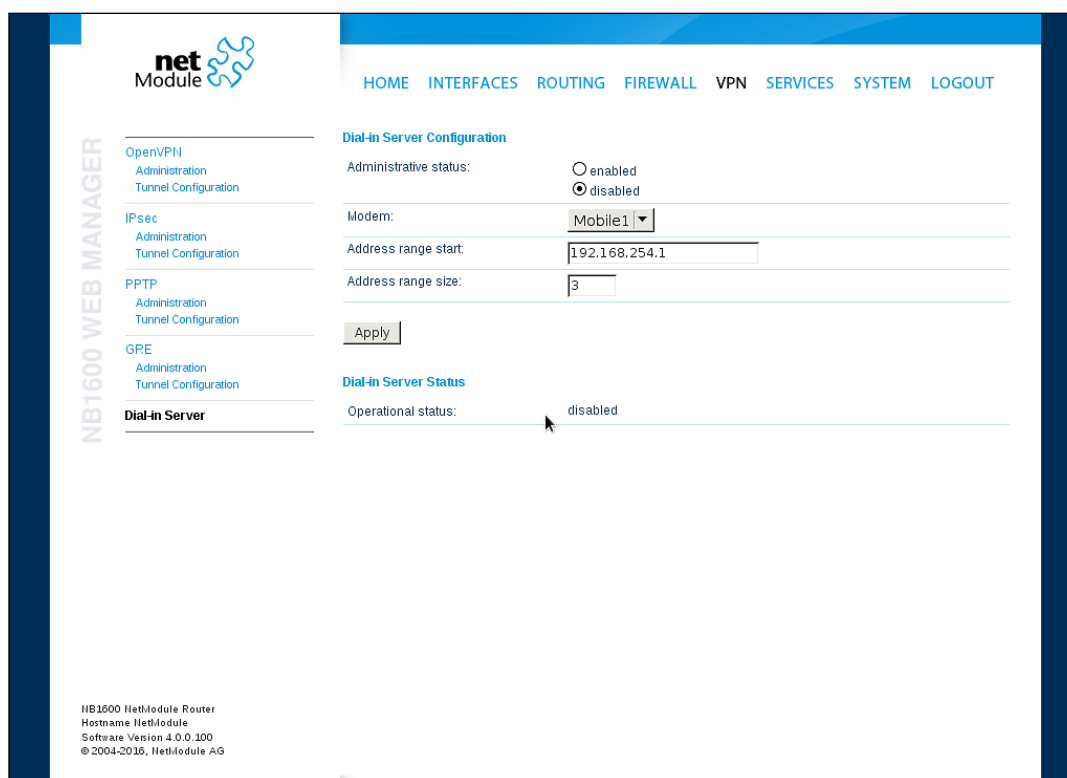 net
Module
HOME INTERFACES ROUTING FIREWALL VPN SERVICES SYSTEM LOGOUT
NB1600 WEB MANAGER
OpenVPN
Administration
Tunnel Configuration
IPsec
Administration
Tunnel Configuration
PPTP
Administration
Tunnel Configuration
GRE
Administration
Tunnel Configuration
Dial-in Server
Dial-in Server Configuration
Administrative status:
enabled
disabled
Modem: Mobile1
Address range start: 192.168.254.1
Address range size: 3
Apply
Dial-in Server Status
Operational status: disabled
NB1600 NetModule Router
Hostname NetModule
Software Version 4.0.0.100
© 2004-2016, NetModule AG